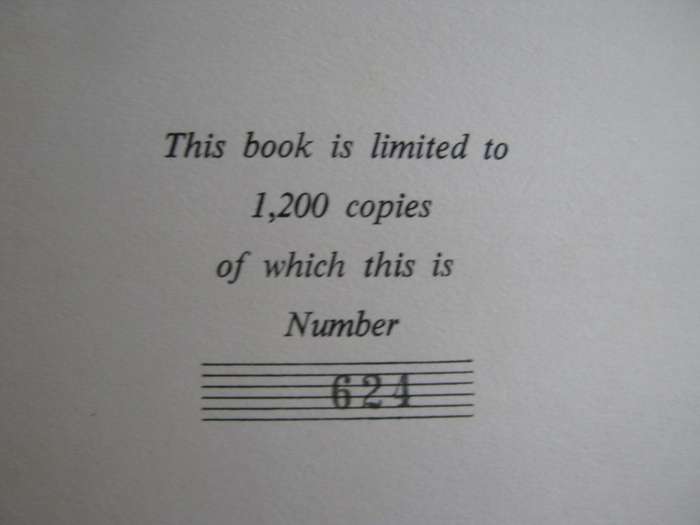 This book is limited to
1,200 copies
of which this is
Number
624